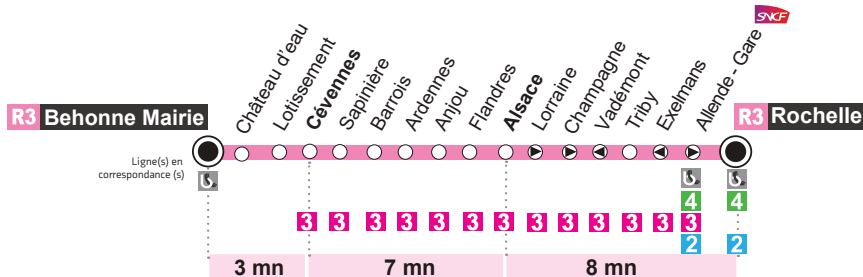 SNCF
Château d'eau
Lotissement
Cévennes
Sapinière
Barrois
Ardennes
Anjou
Flandres
Alsace
Lorraine
Champagne
Vadémont
Triby
Exelmans
Allende - Gare
R3 Behonne Mairie
R3 Rochelle
Ligne(s) en
correspondance (s)
4 4
3 3 3 3 3 3 3 3 3 3 3 3 3
2 2
3 mn 7 mn 8 mn